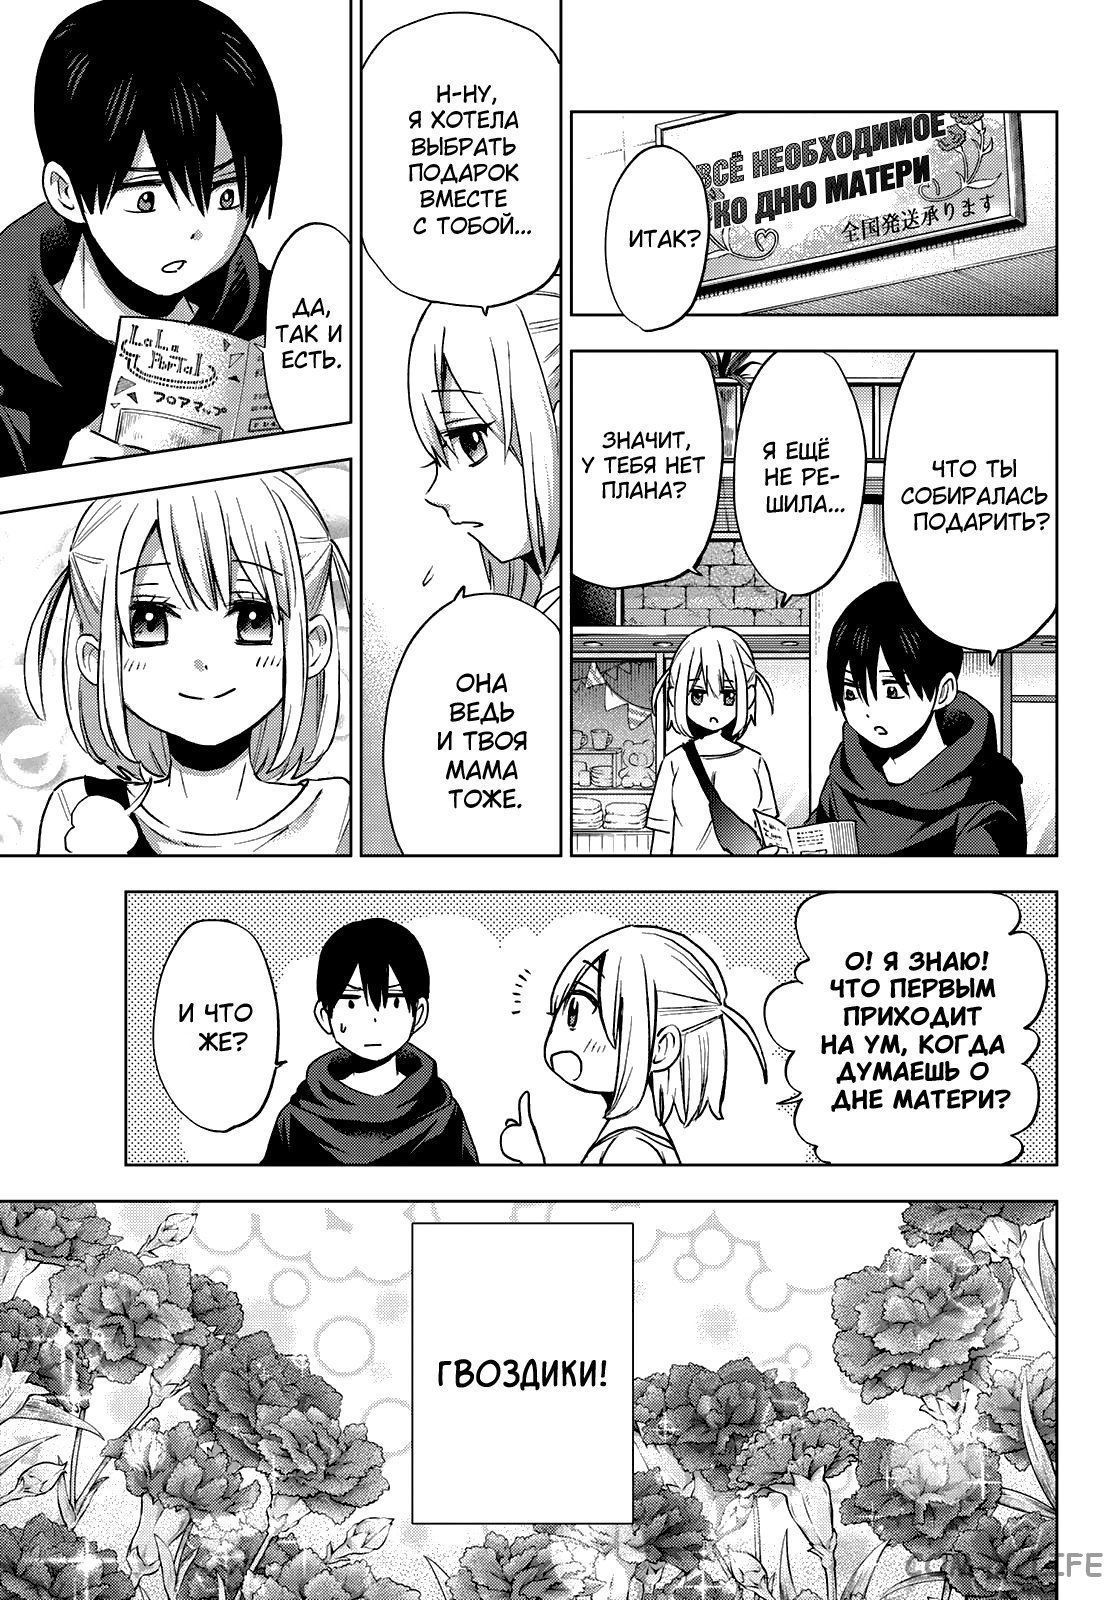 ВСЁ НЕОБХОДИМОЕ
КО ДНЮ МАТЕРИ
全国発送承ります
ИТАК?
ЧТО ТЫ
СОБИРАЛАСЬ
ПОДАРИТЬ?
Я ЕЩЁ
НЕ РЕ-
ШИЛА...
ЗНАЧИТ,
У ТЕБЯ НЕТ
ПЛАНА?
Н-НУ,
Я ХОТЕЛА
ВЫБРАТЬ
ПОДАРОК
ВМЕСТЕ
С ТОБОЙ...
ОНА
ВЕДЬ
И ТВОЯ
МАМА
ТОЖЕ.
ДА,
ТАК И
ЕСТЬ.
LaLa
PorTal
フロアマップ
О! Я ЗНАЮ!
ЧТО ПЕРВЫМ
ПРИХОДИТ
НА УМ, КОГДА
ДУМАЕШЬ О
ДНЕ МАТЕРИ?
И ЧТО
ЖЕ?
ГВОЗДИКИ!